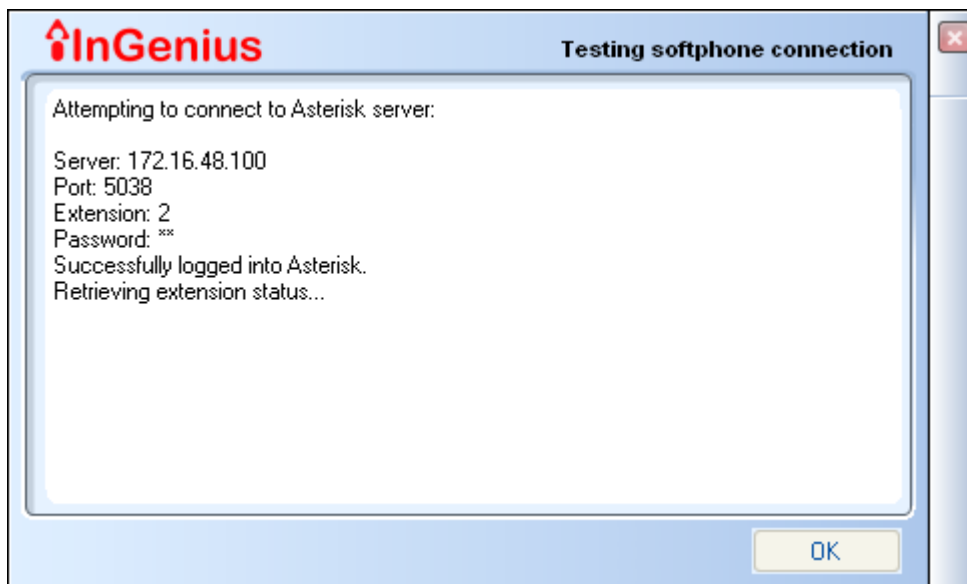 InGenius
Testing softphone connection
Attempting to connect to Asterisk server:
Server: 172.16.48.100
Port: 5038
Extension: 2
Password: **
Successfully logged into Asterisk.
Retrieving extension status...
OK